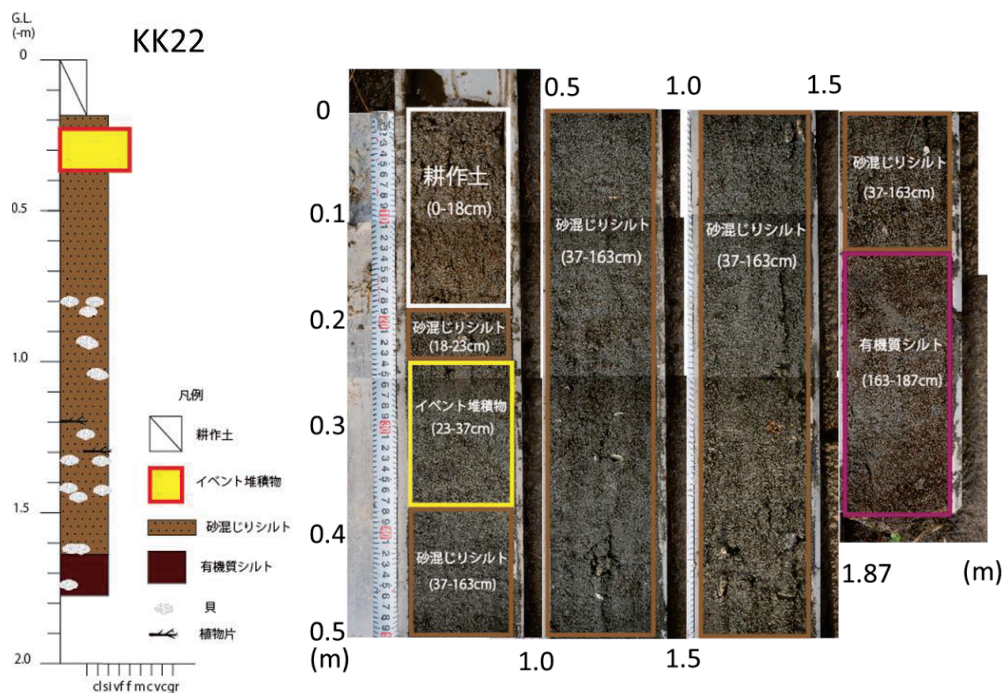 G.L.
(-m)
KK22
0
0.5
1.0
1.5
2.0
clsivffmcvcgr
凡例
耕作土
イベント堆積物
砂混じりシルト
有機質シルト
貝
植物片
0.5
1.0
1.5
0
0.1
0.2
0.3
0.4
0.5
(m)
耕作土
(0-18cm)
砂混じりシルト
(18-23cm)
イベント堆積物
(23-37cm)
砂混じりシルト
(37-163cm)
砂混じりシルト
(37-163cm)
砂混じりシルト
(37-163cm)
砂混じりシルト
(37-163cm)
有機質シルト
(163-187cm)
1.0
1.5
1.87
(m)